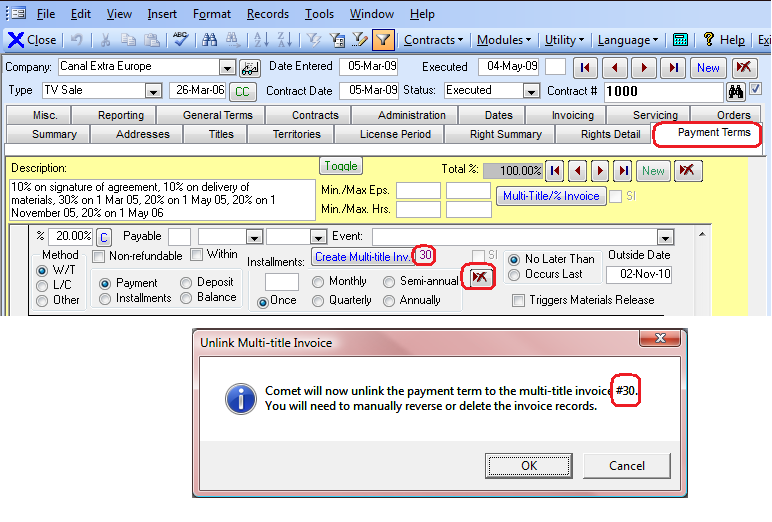 File Edit View Insert Format Records Tools Window Help
Close ABC Contracts Modules Utility Language Help Exi
Company: Canal Extra Europe Date Entered 05-Mar-09 Executed 04-May-09 New
Type TV Sale 26-Mar-06 CC Contract Date 05-Mar-09 Status: Executed Contract # 1000
Misc. Reporting General Terms Contracts Administration Dates Invoicing Servicing Orders
Summary Addresses Titles Territories License Period Right Summary Rights Detail Payment Terms
Description: Toggle Total %: 100.00% New
10% on signature of agreement, 10% on delivery of
materials, 30% on 1 Mar 05, 20% on 1 May 05, 20% on 1
November 05, 20% on 1 May 06
Min./Max Eps. Multi-Title/% Invoice SI
Min./Max. Hrs.
% 20.00% C Payable Event:
Method Non-refundable Within Installments: Create Multi-title Inv. 30 SI No Later Than Outside Date
W/T Payment Deposit Monthly Semi-annual Occurs Last 02-Nov-10
L/C Installments Balance Once Quarterly Annually Triggers Materials Release
Other
Unlink Multi-title Invoice
Comet will now unlink the payment term to the multi-title invoice #30.
You will need to manually reverse or delete the invoice records.
OK Cancel